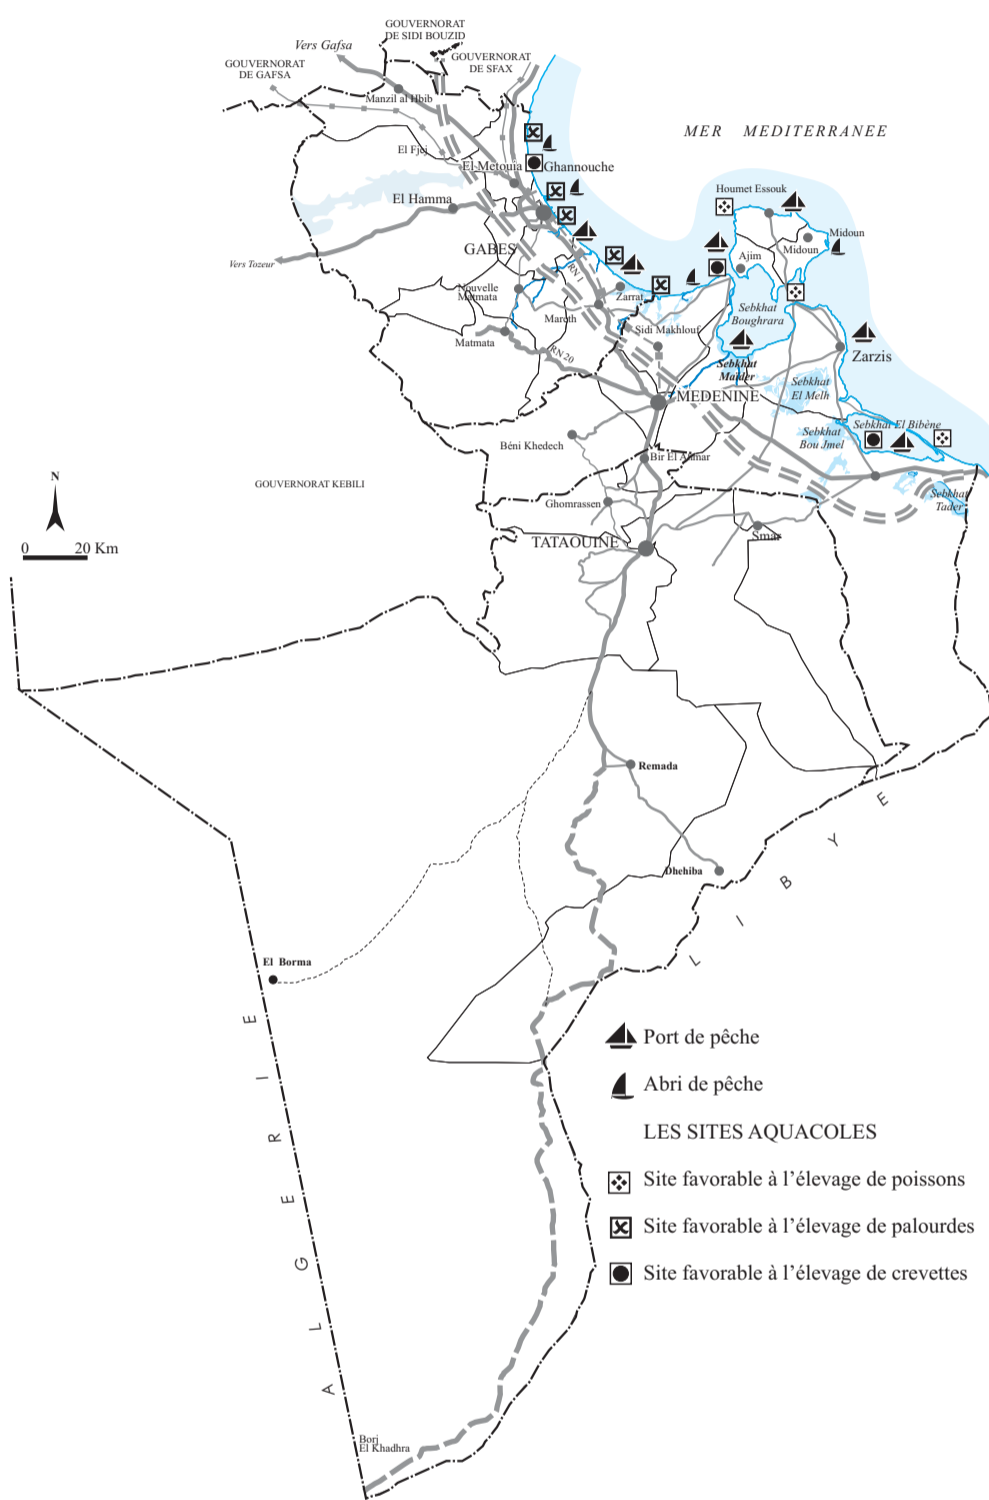 GOUVERNORAT
DE SIDI BOUZID
Vers Gafsa
GOUVERNORAT
DE SFAX
GOUVERNORAT
DE GAFSA
Manzil al Hbib
MER MEDITERRANEE
El Fjej
El Metouia
Ghannouche
Houmet Essouk
El Hamma
Midoun
Midoun
GABES
Ajim
Vers Tozeur
RN 1
Nouvelle
Matmata
Zarrat
Mareth
Sebkhat
Boughrara
Sidi Makhlouf
Matmata
RN 20
Zarzis
Sebkhat
Maider
Sebkhat
El Melh
MEDENINE
Sebkhat El Bibène
Sebkhat
Bou Jmel
Béni Khedech
Bir El Ahmar
GOUVERNORAT KEBILI
Sebkhat
Tader
Ghomrassen
N
0 20 Km
TATAOUINE
Smar
Remada
Dhehiba
LIBYE
El Borma
ALGERIE
Port de pêche
Abri de pêche
LES SITES AQUACOLES
Site favorable à l’élevage de poissons
Site favorable à l’élevage de palourdes
Site favorable à l’élevage de crevettes
Borj
El Khadhra